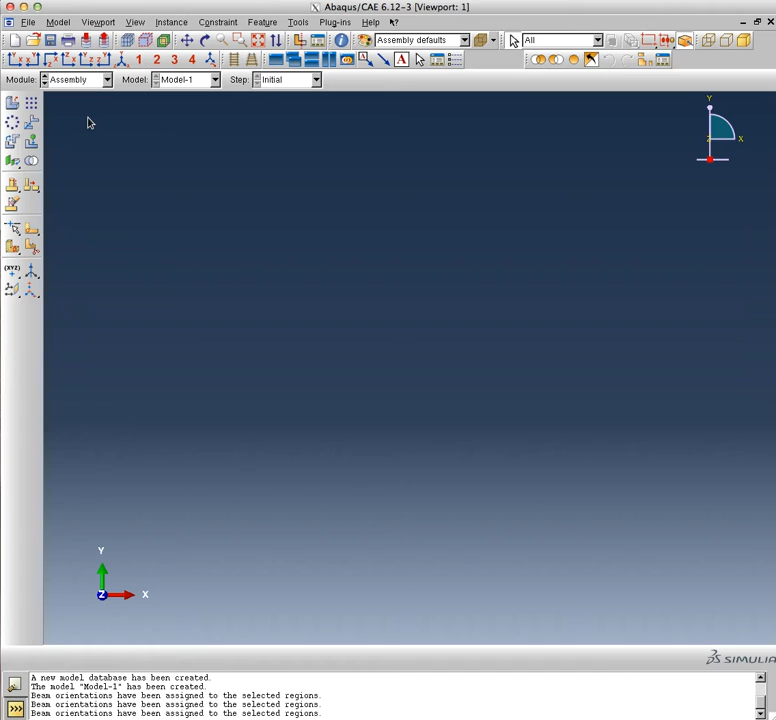 Abaqus/CAE 6.12-3 [Viewport: 1]
File Model Viewport View Instance Constraint Feature Tools Plug-ins Help
Assembly defaults All
1 2 3 4 A
Module: Assembly Model: Model-1 Step: Initial
Y
X
Z
(XYZ)
Y
Z X
SIMULIA
A new model database has been created.
The model "Model-1" has been created.
Beam orientations have been assigned to the selected regions.
Beam orientations have been assigned to the selected regions.
Beam orientations have been assigned to the selected regions.
>>>